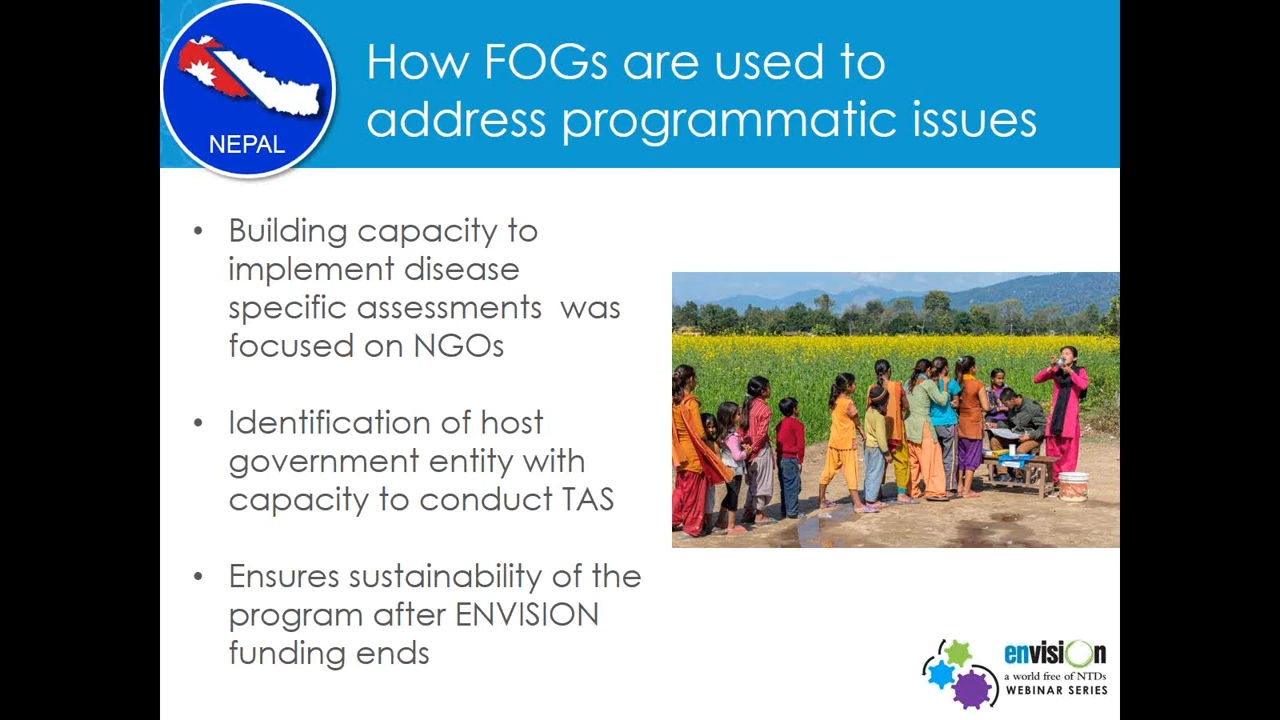 NEPAL
How FOGs are used to
address programmatic issues
• Building capacity to
implement disease
specific assessments was
focused on NGOs
• Identification of host
government entity with
capacity to conduct TAS
• Ensures sustainability of the
program after ENVISION
funding ends
envision
a world free of NTDs
WEBINAR SERIES